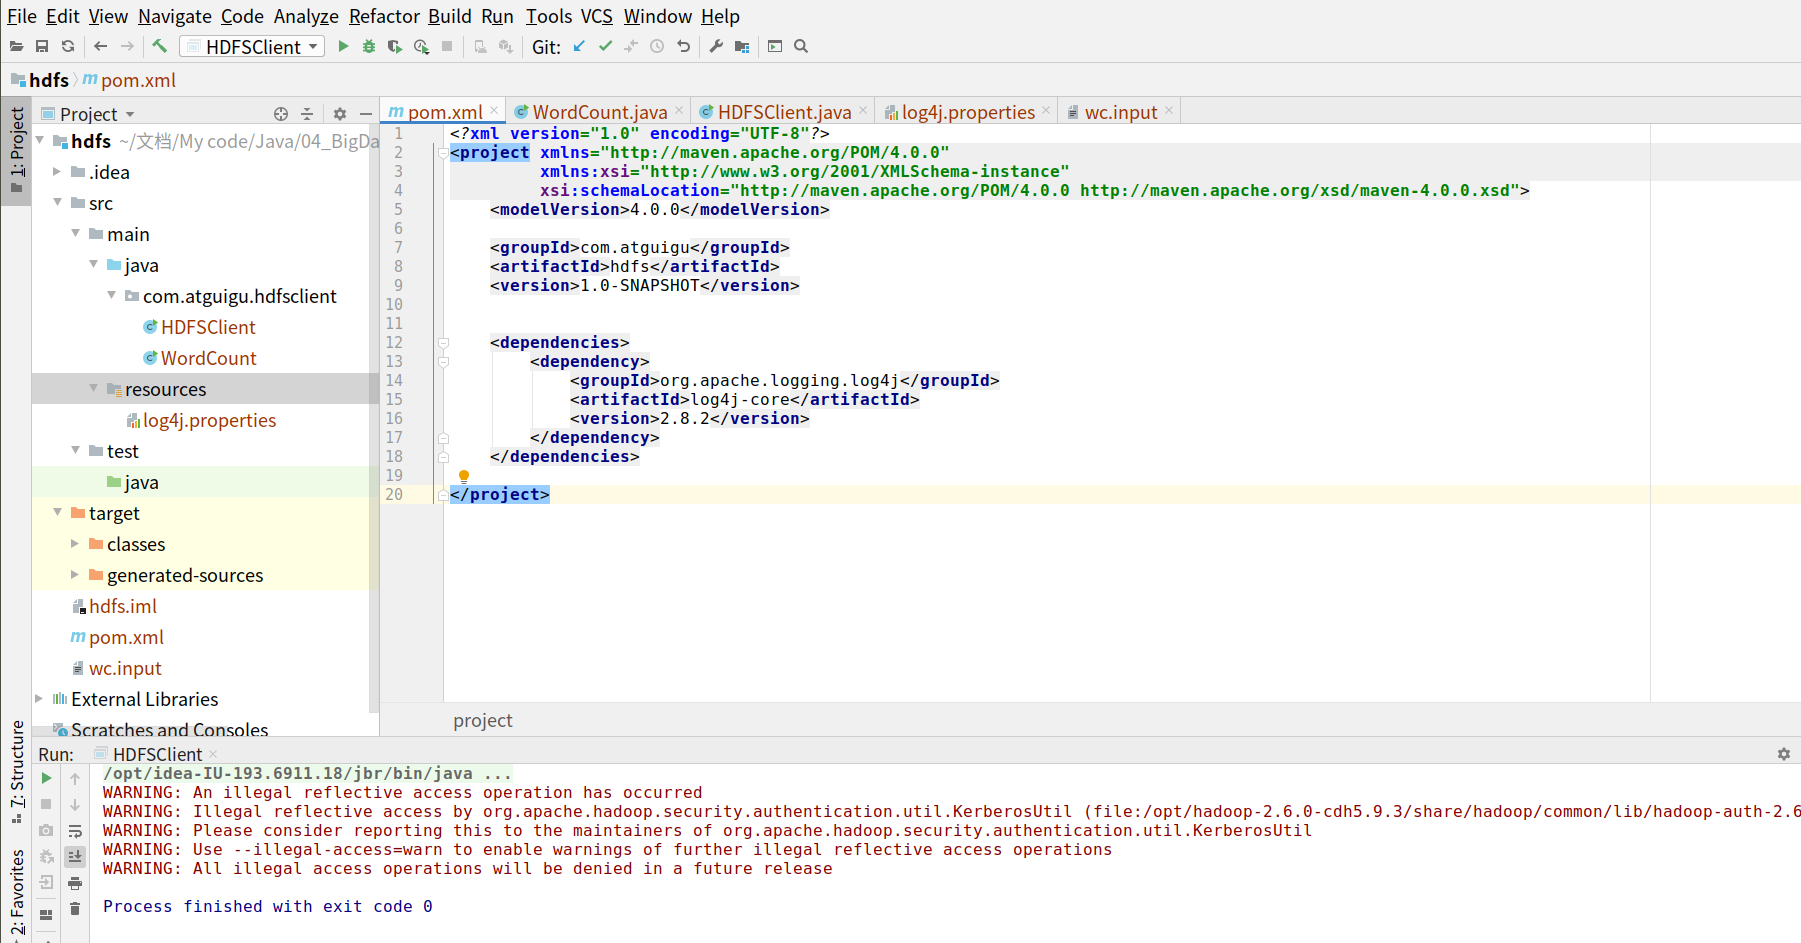 File Edit View Navigate Code Analyze Refactor Build Run Tools VCS Window Help
HDFSClient Git:
hdfs pom.xml
1: Project
Project
pom.xml WordCount.java HDFSClient.java log4j.properties wc.input
hdfs ~/文档/My code/Java/04_BigDa
.idea
src
main
java
com.atguigu.hdfsclient
HDFSClient
WordCount
resources
log4j.properties
test
java
target
classes
generated-sources
hdfs.iml
pom.xml
wc.input
External Libraries
Scratches and Consoles
1 <?xml version="1.0" encoding="UTF-8"?>
2 <project xmlns="http://maven.apache.org/POM/4.0.0"
3 xmlns:xsi="http://www.w3.org/2001/XMLSchema-instance"
4 xsi:schemaLocation="http://maven.apache.org/POM/4.0.0 http://maven.apache.org/xsd/maven-4.0.0.xsd">
5 <modelVersion>4.0.0</modelVersion>
6
7 <groupId>com.atguigu</groupId>
8 <artifactId>hdfs</artifactId>
9 <version>1.0-SNAPSHOT</version>
10
11
12 <dependencies>
13 <dependency>
14 <groupId>org.apache.logging.log4j</groupId>
15 <artifactId>log4j-core</artifactId>
16 <version>2.8.2</version>
17 </dependency>
18 </dependencies>
19
20 </project>
project
7: Structure
2: Favorites
Run: HDFSClient
/opt/idea-IU-193.6911.18/jbr/bin/java ...
WARNING: An illegal reflective access operation has occurred
WARNING: Illegal reflective access by org.apache.hadoop.security.authentication.util.KerberosUtil (file:/opt/hadoop-2.6.0-cdh5.9.3/share/hadoop/common/lib/hadoop-auth-2.6
WARNING: Please consider reporting this to the maintainers of org.apache.hadoop.security.authentication.util.KerberosUtil
WARNING: Use --illegal-access=warn to enable warnings of further illegal reflective access operations
WARNING: All illegal access operations will be denied in a future release
Process finished with exit code 0